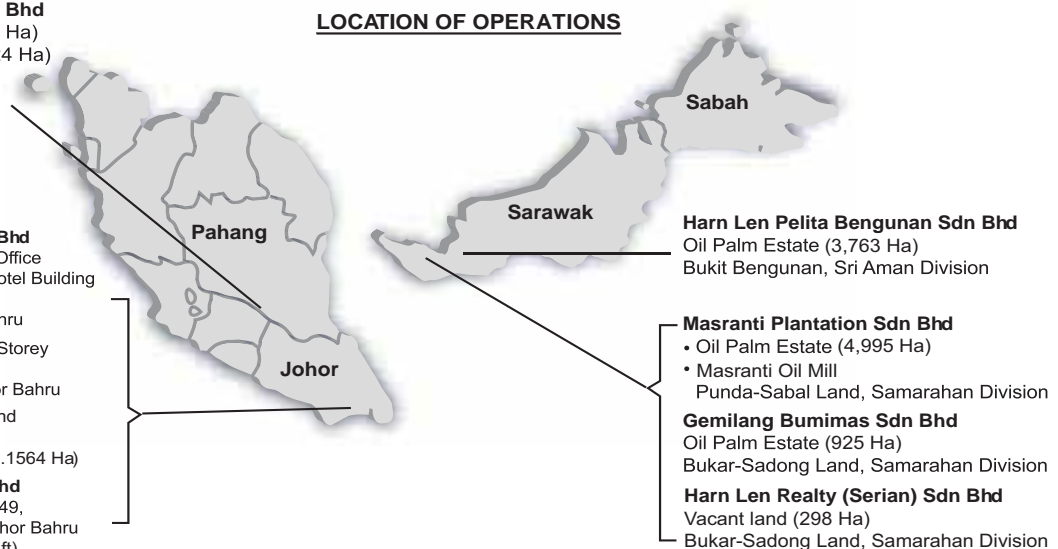 LOCATION OF OPERATIONS
Bhd
Ha)
4 Ha)
Sabah
Sarawak
Pahang
Johor
Bhd
Office
otel Building
hru
Storey
r Bahru
nd
.1564 Ha)
hd
49,
hor Bahru
ft)
Harn Len Pelita Bengunan Sdn Bhd
Oil Palm Estate (3,763 Ha)
Bukit Bengunan, Sri Aman Division
Masranti Plantation Sdn Bhd
• Oil Palm Estate (4,995 Ha)
• Masranti Oil Mill
Punda-Sabal Land, Samarahan Division
Gemilang Bumimas Sdn Bhd
Oil Palm Estate (925 Ha)
Bukar-Sadong Land, Samarahan Division
Harn Len Realty (Serian) Sdn Bhd
Vacant land (298 Ha)
Bukar-Sadong Land, Samarahan Division